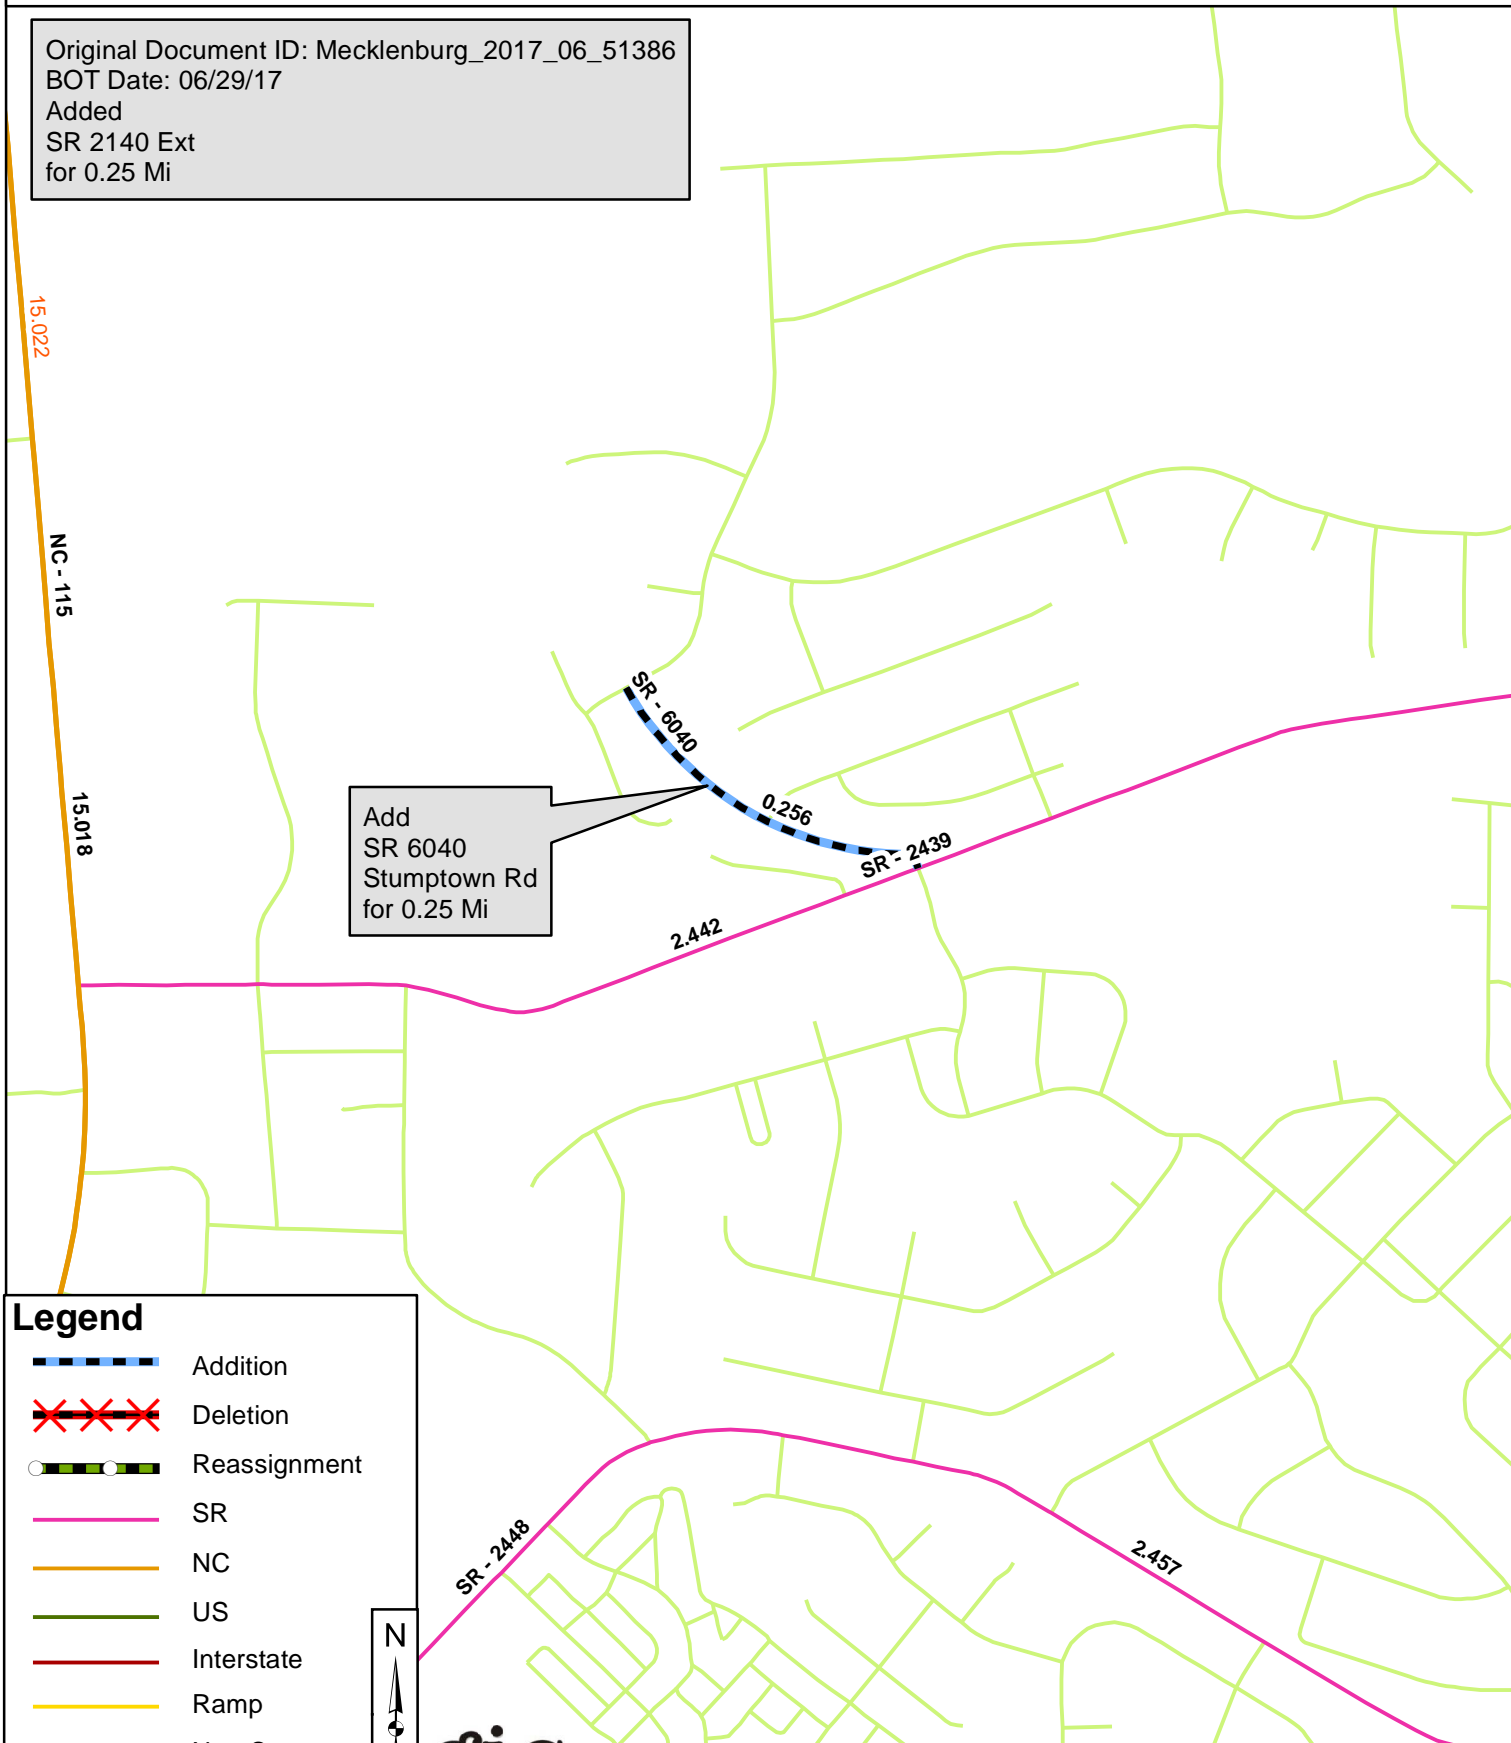 Original Document ID: Mecklenburg_2017_06_51386
BOT Date: 06/29/17
Added
SR 2140 Ext
for 0.25 Mi
15.022
NC - 115
15.018
SR - 6040
0.256
SR - 2439
Add
SR 6040
Stumptown Rd
for 0.25 Mi
2.442
SR - 2448
2.457
Legend
Addition
Deletion
Reassignment
SR
NC
US
Interstate
Ramp
N